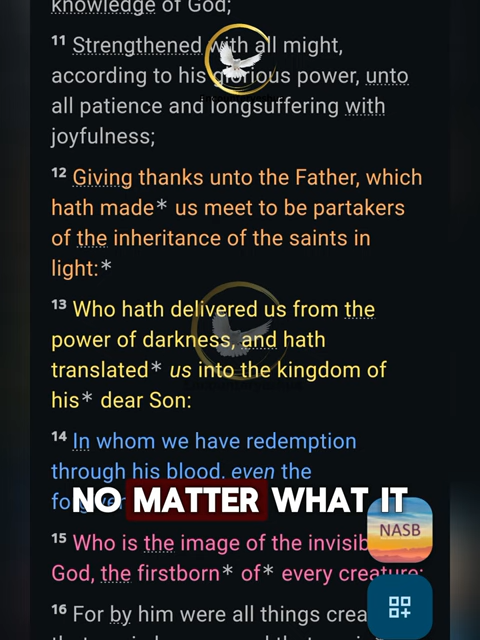 knowledge of God;
11 Strengthened with all might,
according to his glorious power, unto
all patience and longsuffering with
joyfulness;
12 Giving thanks unto the Father, which
hath made* us meet to be partakers
of the inheritance of the saints in
light:*
13 Who hath delivered us from the
power of darkness, and hath
translated* us into the kingdom of
his* dear Son:
14 In whom we have redemption
through his blood, even the
NO MATTER WHAT IT
NASB
15 Who is the image of the invisib
God, the firstborn* of* every creature:
16 For by him were all things crea